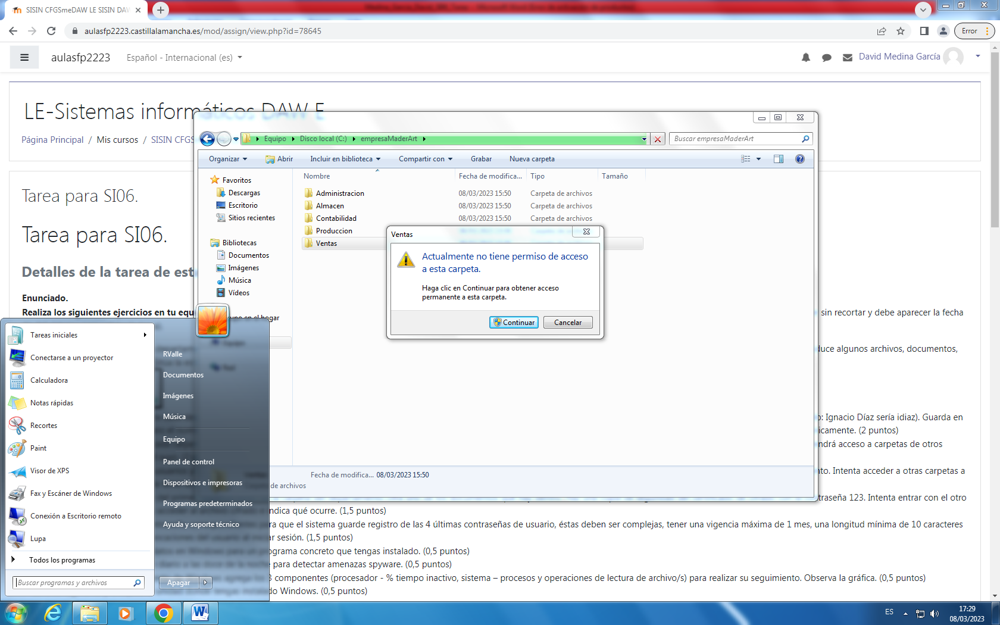 SISIN CFGSmeDAW LE SISIN DAW
aulasfp2223.castillalamancha.es/mod/assign/view.php?id=78645
Error
aulasfp2223
Español - Internacional (es)
David Medina García
LE-Sistemas informáticos DAW E
Página Principal / Mis cursos / SISIN CFGS
Tarea para SI06.
Tarea para SI06.
Detalles de la tarea de est
Enunciado.
Realiza los siguientes ejercicios en tu equ
sin recortar y debe aparecer la fecha
duce algunos archivos, documentos,
o: Ignacio Díaz sería idiaz). Guarda en
icamente. (2 puntos)
ndrá acceso a carpetas de otros
nto. Intenta acceder a otras carpetas a
traseña 123. Intenta entrar con el otro
indica qué ocurre. (1,5 puntos)
para que el sistema guarde registro de las 4 últimas contraseñas de usuario, éstas deben ser complejas, tener una vigencia máxima de 1 mes, una longitud mínima de 10 caracteres
ar sesión. (1,5 puntos)
grama concreto que tengas instalado. (0,5 puntos)
para detectar amenazas spyware. (0,5 puntos)
3 componentes (procesador - % tiempo inactivo, sistema – procesos y operaciones de lectura de archivo/s) para realizar su seguimiento. Observa la gráfica. (0,5 puntos)
do Windows. (0,5 puntos)
Equipo
Disco local (C:)
empresaMaderArt
Buscar empresaMaderArt
Organizar
Abrir
Incluir en biblioteca
Compartir con
Grabar
Nueva carpeta
Favoritos
Descargas
Escritorio
Sitios recientes
Bibliotecas
Documentos
Imágenes
Música
Vídeos
upo en el hogar
Nombre
Fecha de modifica...
Tipo
Tamaño
Administracion 08/03/2023 15:50 Carpeta de archivos
Almacen 08/03/2023 15:50 Carpeta de archivos
Contabilidad 08/03/2023 15:50 Carpeta de archivos
Produccion
Ventas
Fecha de modifica... 08/03/2023 15:50
de archivos
Ventas
Actualmente no tiene permiso de acceso
a esta carpeta.
Haga clic en Continuar para obtener acceso
permanente a esta carpeta.
Continuar
Cancelar
Tareas iniciales
Conectarse a un proyector
Calculadora
Notas rápidas
Recortes
Paint
Visor de XPS
Fax y Escáner de Windows
Conexión a Escritorio remoto
Lupa
Todos los programas
Buscar programas y archivos
RValle
Documentos
Imágenes
Música
Equipo
Panel de control
Dispositivos e impresoras
Programas predeterminados
Ayuda y soporte técnico
Apagar
ES
17:29
08/03/2023